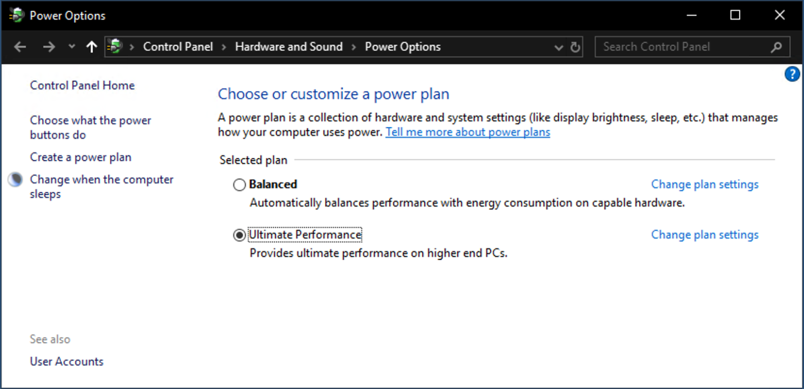 Power Options
Control Panel > Hardware and Sound > Power Options
Search Control Panel
?
Control Panel Home
Choose what the power
buttons do
Create a power plan
Change when the computer
sleeps
Choose or customize a power plan
A power plan is a collection of hardware and system settings (like display brightness, sleep, etc.) that manages
how your computer uses power. Tell me more about power plans
Selected plan
Balanced
Change plan settings
Automatically balances performance with energy consumption on capable hardware.
Ultimate Performance
Change plan settings
Provides ultimate performance on higher end PCs.
See also
User Accounts